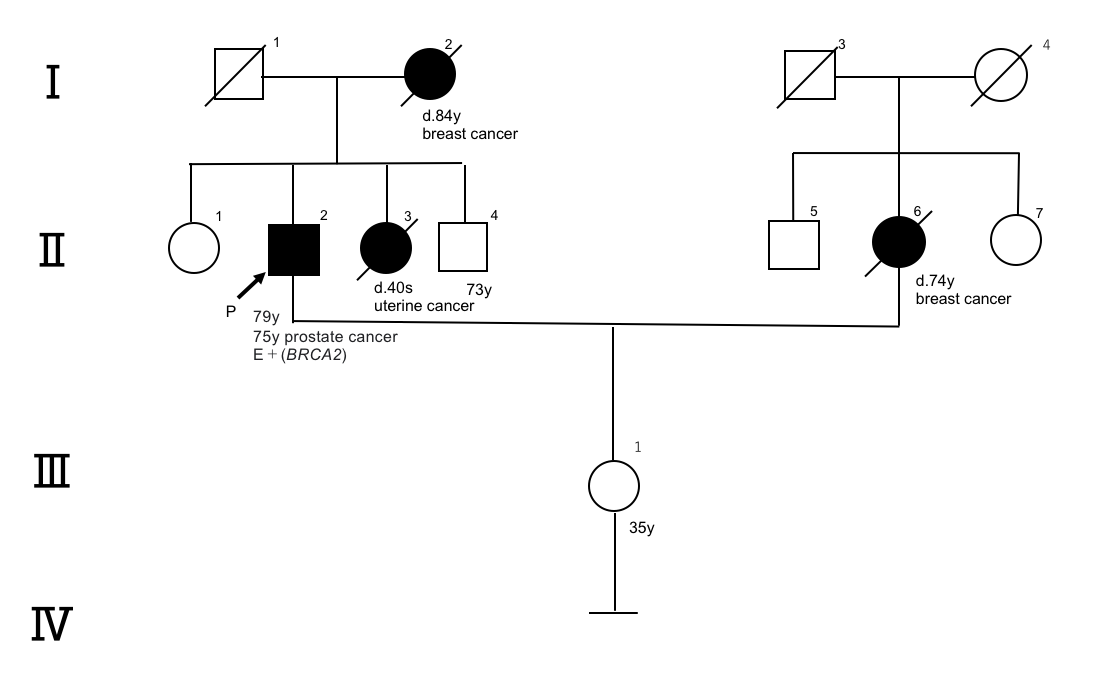 I
1
2
3
4
d.84y
breast cancer
II
1
2
3
4
5
6
7
P
79y
75y prostate cancer
E + (BRCA2)
d.40s
uterine cancer
73y
d.74y
breast cancer
III
1
35y
IV